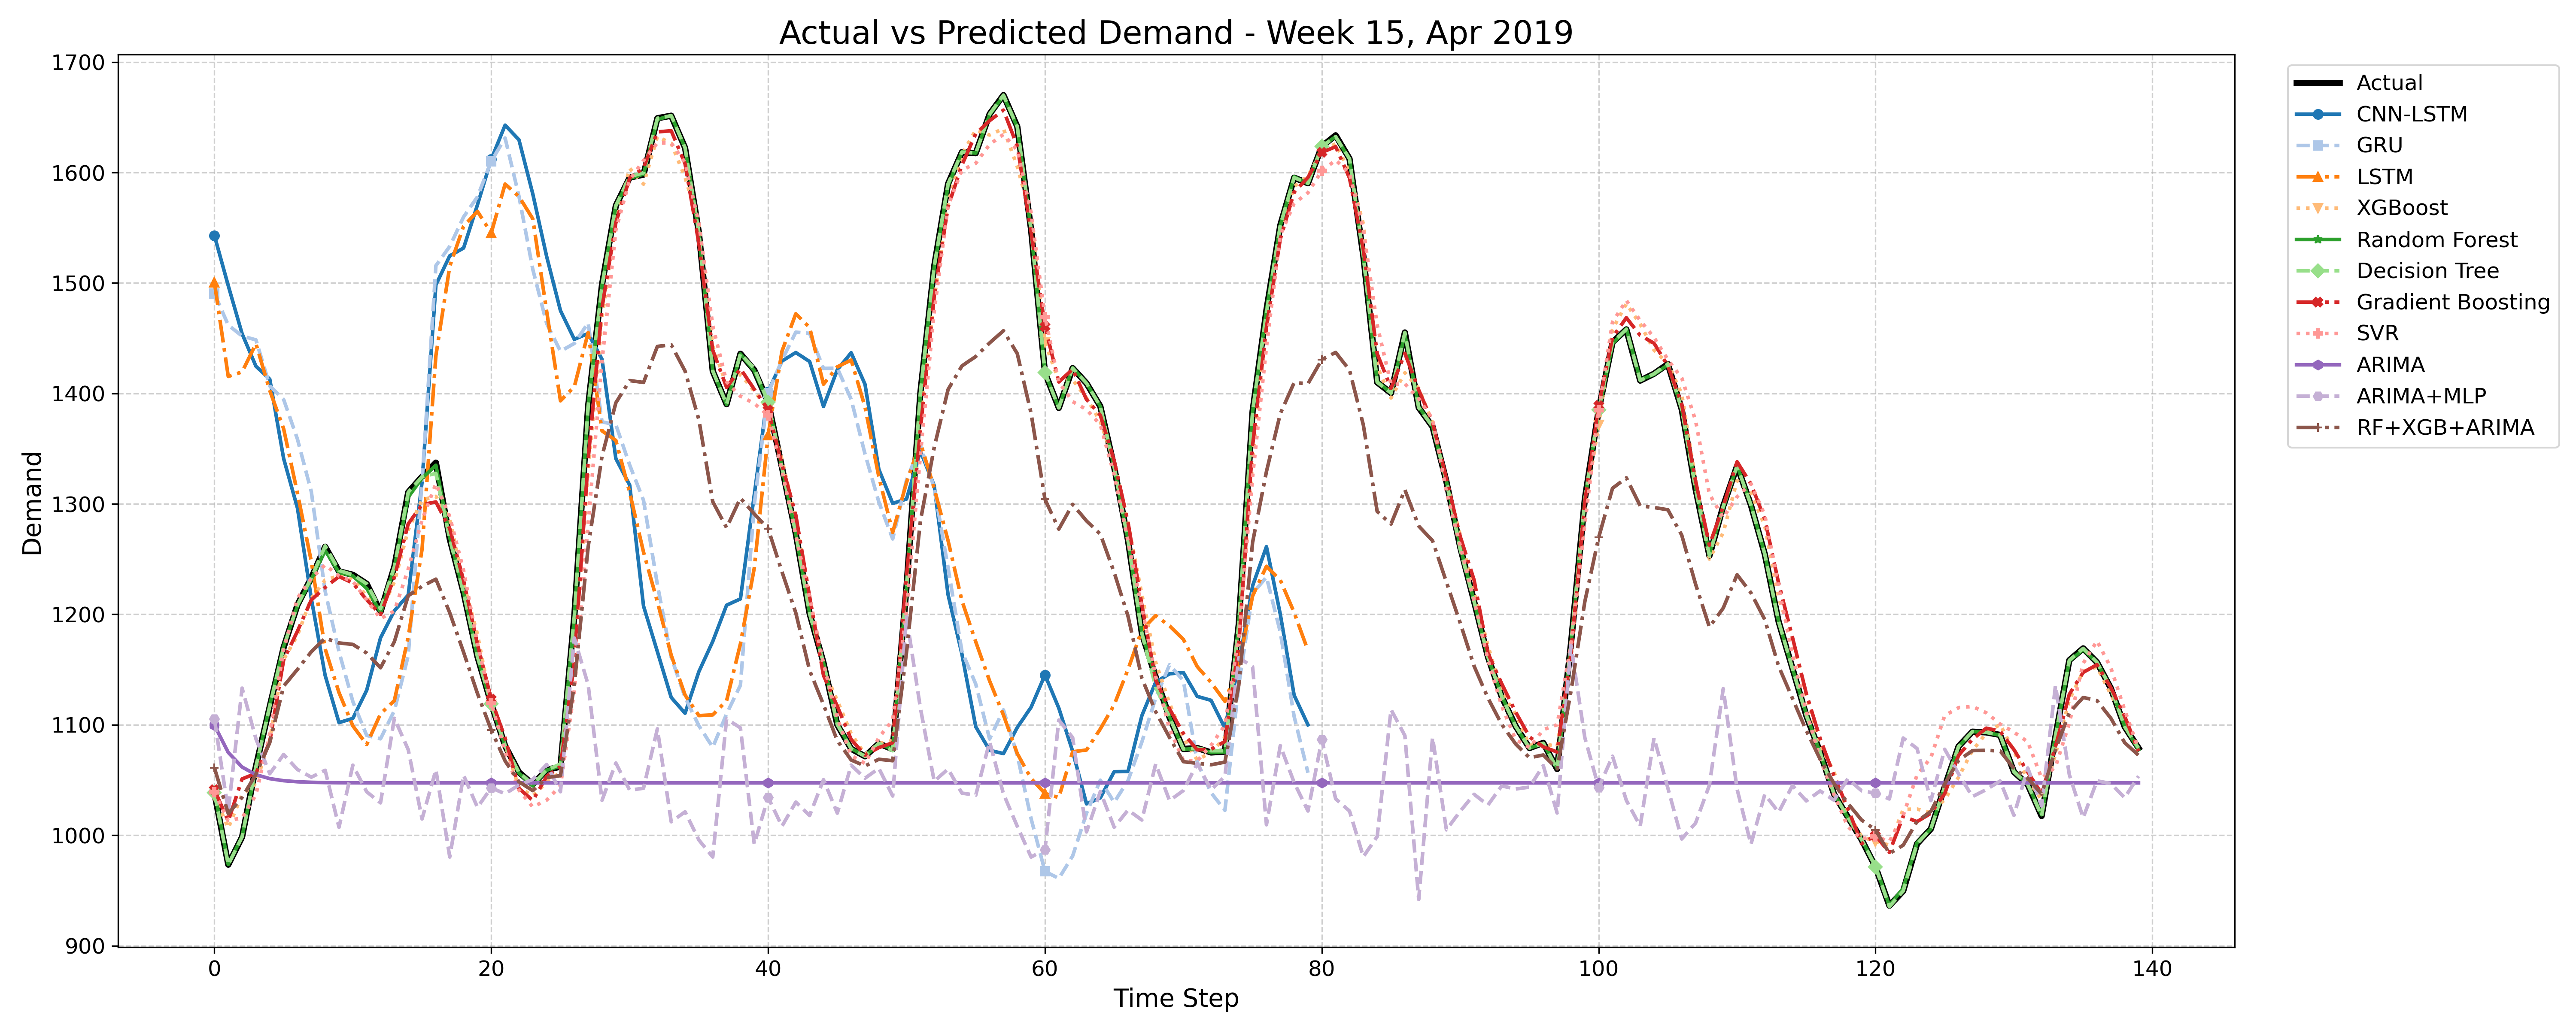 Actual vs Predicted Demand - Week 15, Apr 2019
1700
1600
1500
1400
1300
1200
1100
1000
900
Demand
0 20 40 60 80 100 120 140
Time Step
Actual
CNN-LSTM
GRU
LSTM
XGBoost
Random Forest
Decision Tree
Gradient Boosting
SVR
ARIMA
ARIMA+MLP
RF+XGB+ARIMA